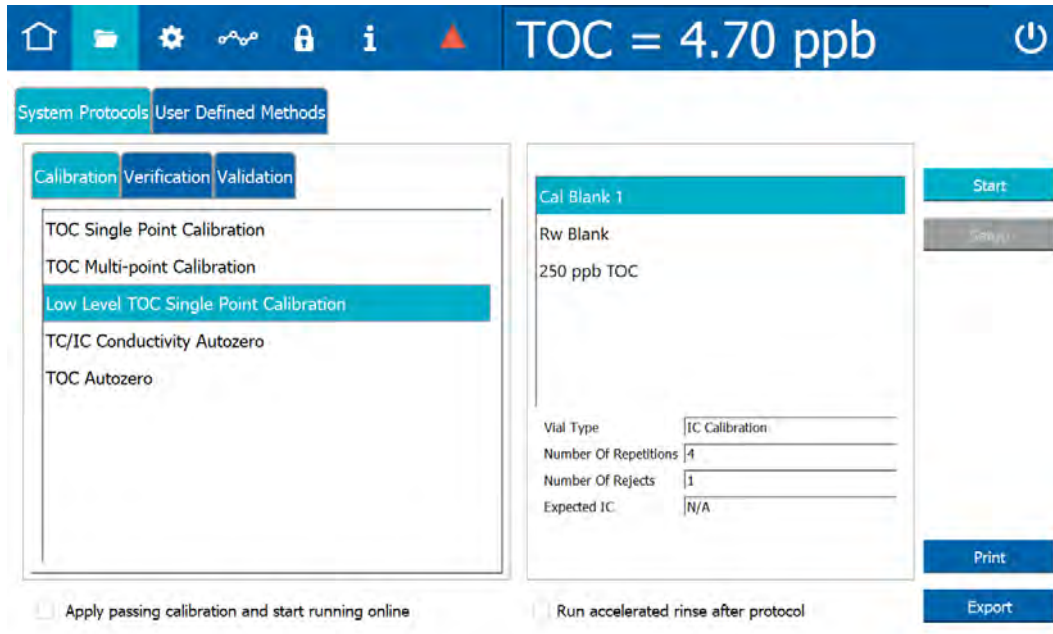 TOC = 4.70 ppb
System Protocols User Defined Methods
Calibration Verification Validation
TOC Single Point Calibration
TOC Multi-point Calibration
Low Level TOC Single Point Calibration
TC/IC Conductivity Autozero
TOC Autozero
Cal Blank 1
Rw Blank
250 ppb TOC
Vial Type IC Calibration
Number Of Repetitions 4
Number Of Rejects 1
Expected IC N/A
Start
Setup
Print
Export
Apply passing calibration and start running online
Run accelerated rinse after protocol